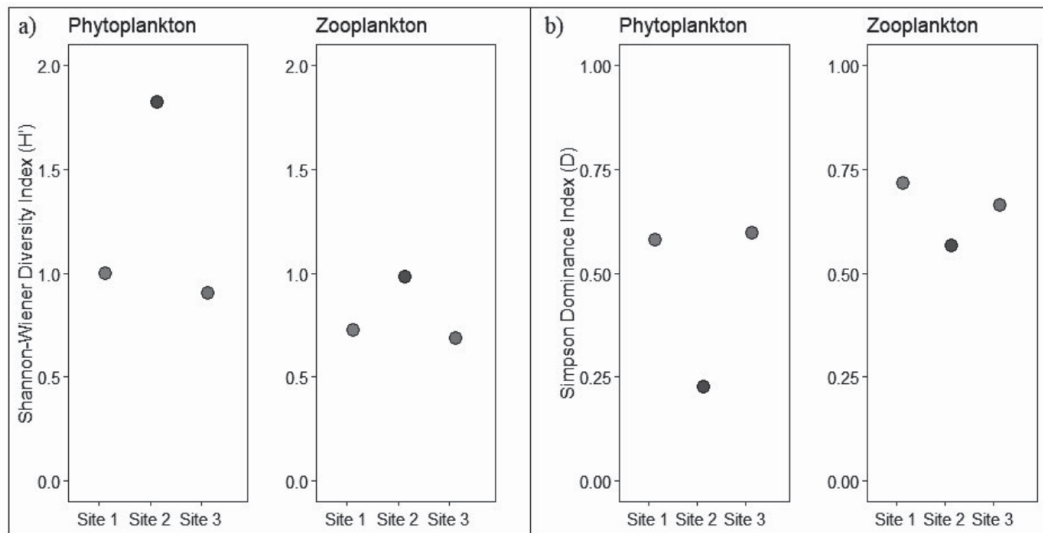 a)
Phytoplankton
Zooplankton
Shannon-Wiener Diversity Index (H')
2.0
1.5
1.0
0.5
0.0
2.0
1.5
1.0
0.5
0.0
Site 1 Site 2 Site 3
Site 1 Site 2 Site 3
b)
Phytoplankton
Zooplankton
Simpson Dominance Index (D)
1.00
0.75
0.50
0.25
0.00
1.00
0.75
0.50
0.25
0.00
Site 1 Site 2 Site 3
Site 1 Site 2 Site 3